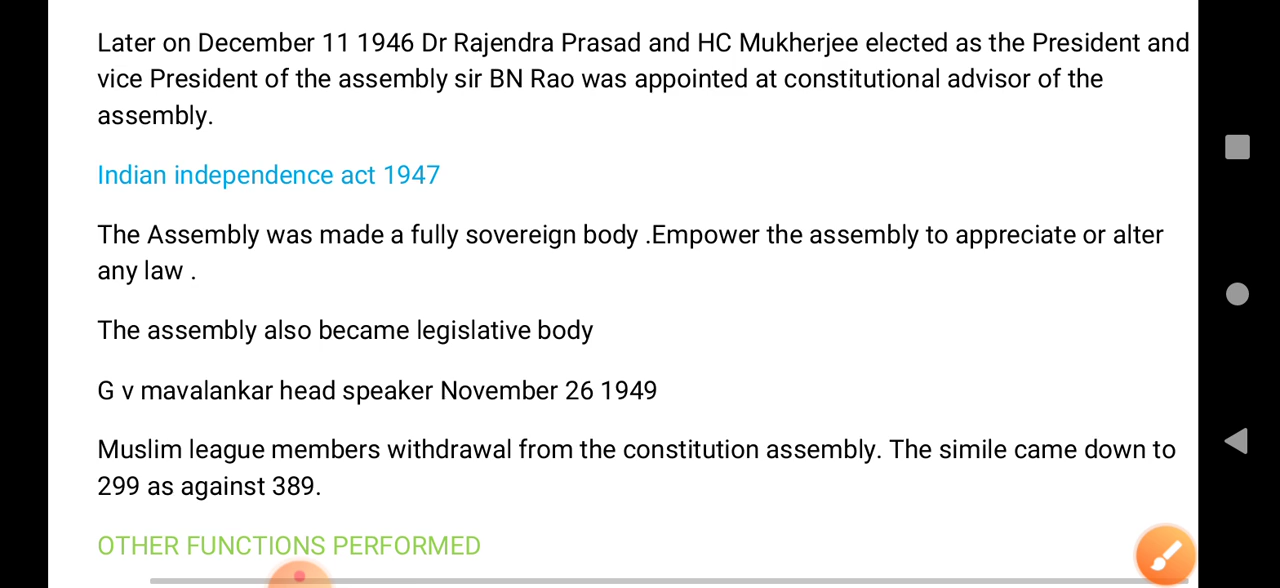 Later on December 11 1946 Dr Rajendra Prasad and HC Mukherjee elected as the President and
vice President of the assembly sir BN Rao was appointed at constitutional advisor of the
assembly.
Indian independence act 1947
The Assembly was made a fully sovereign body .Empower the assembly to appreciate or alter
any law .
The assembly also became legislative body
G v mavalankar head speaker November 26 1949
Muslim league members withdrawal from the constitution assembly. The simile came down to
299 as against 389.
OTHER FUNCTIONS PERFORMED